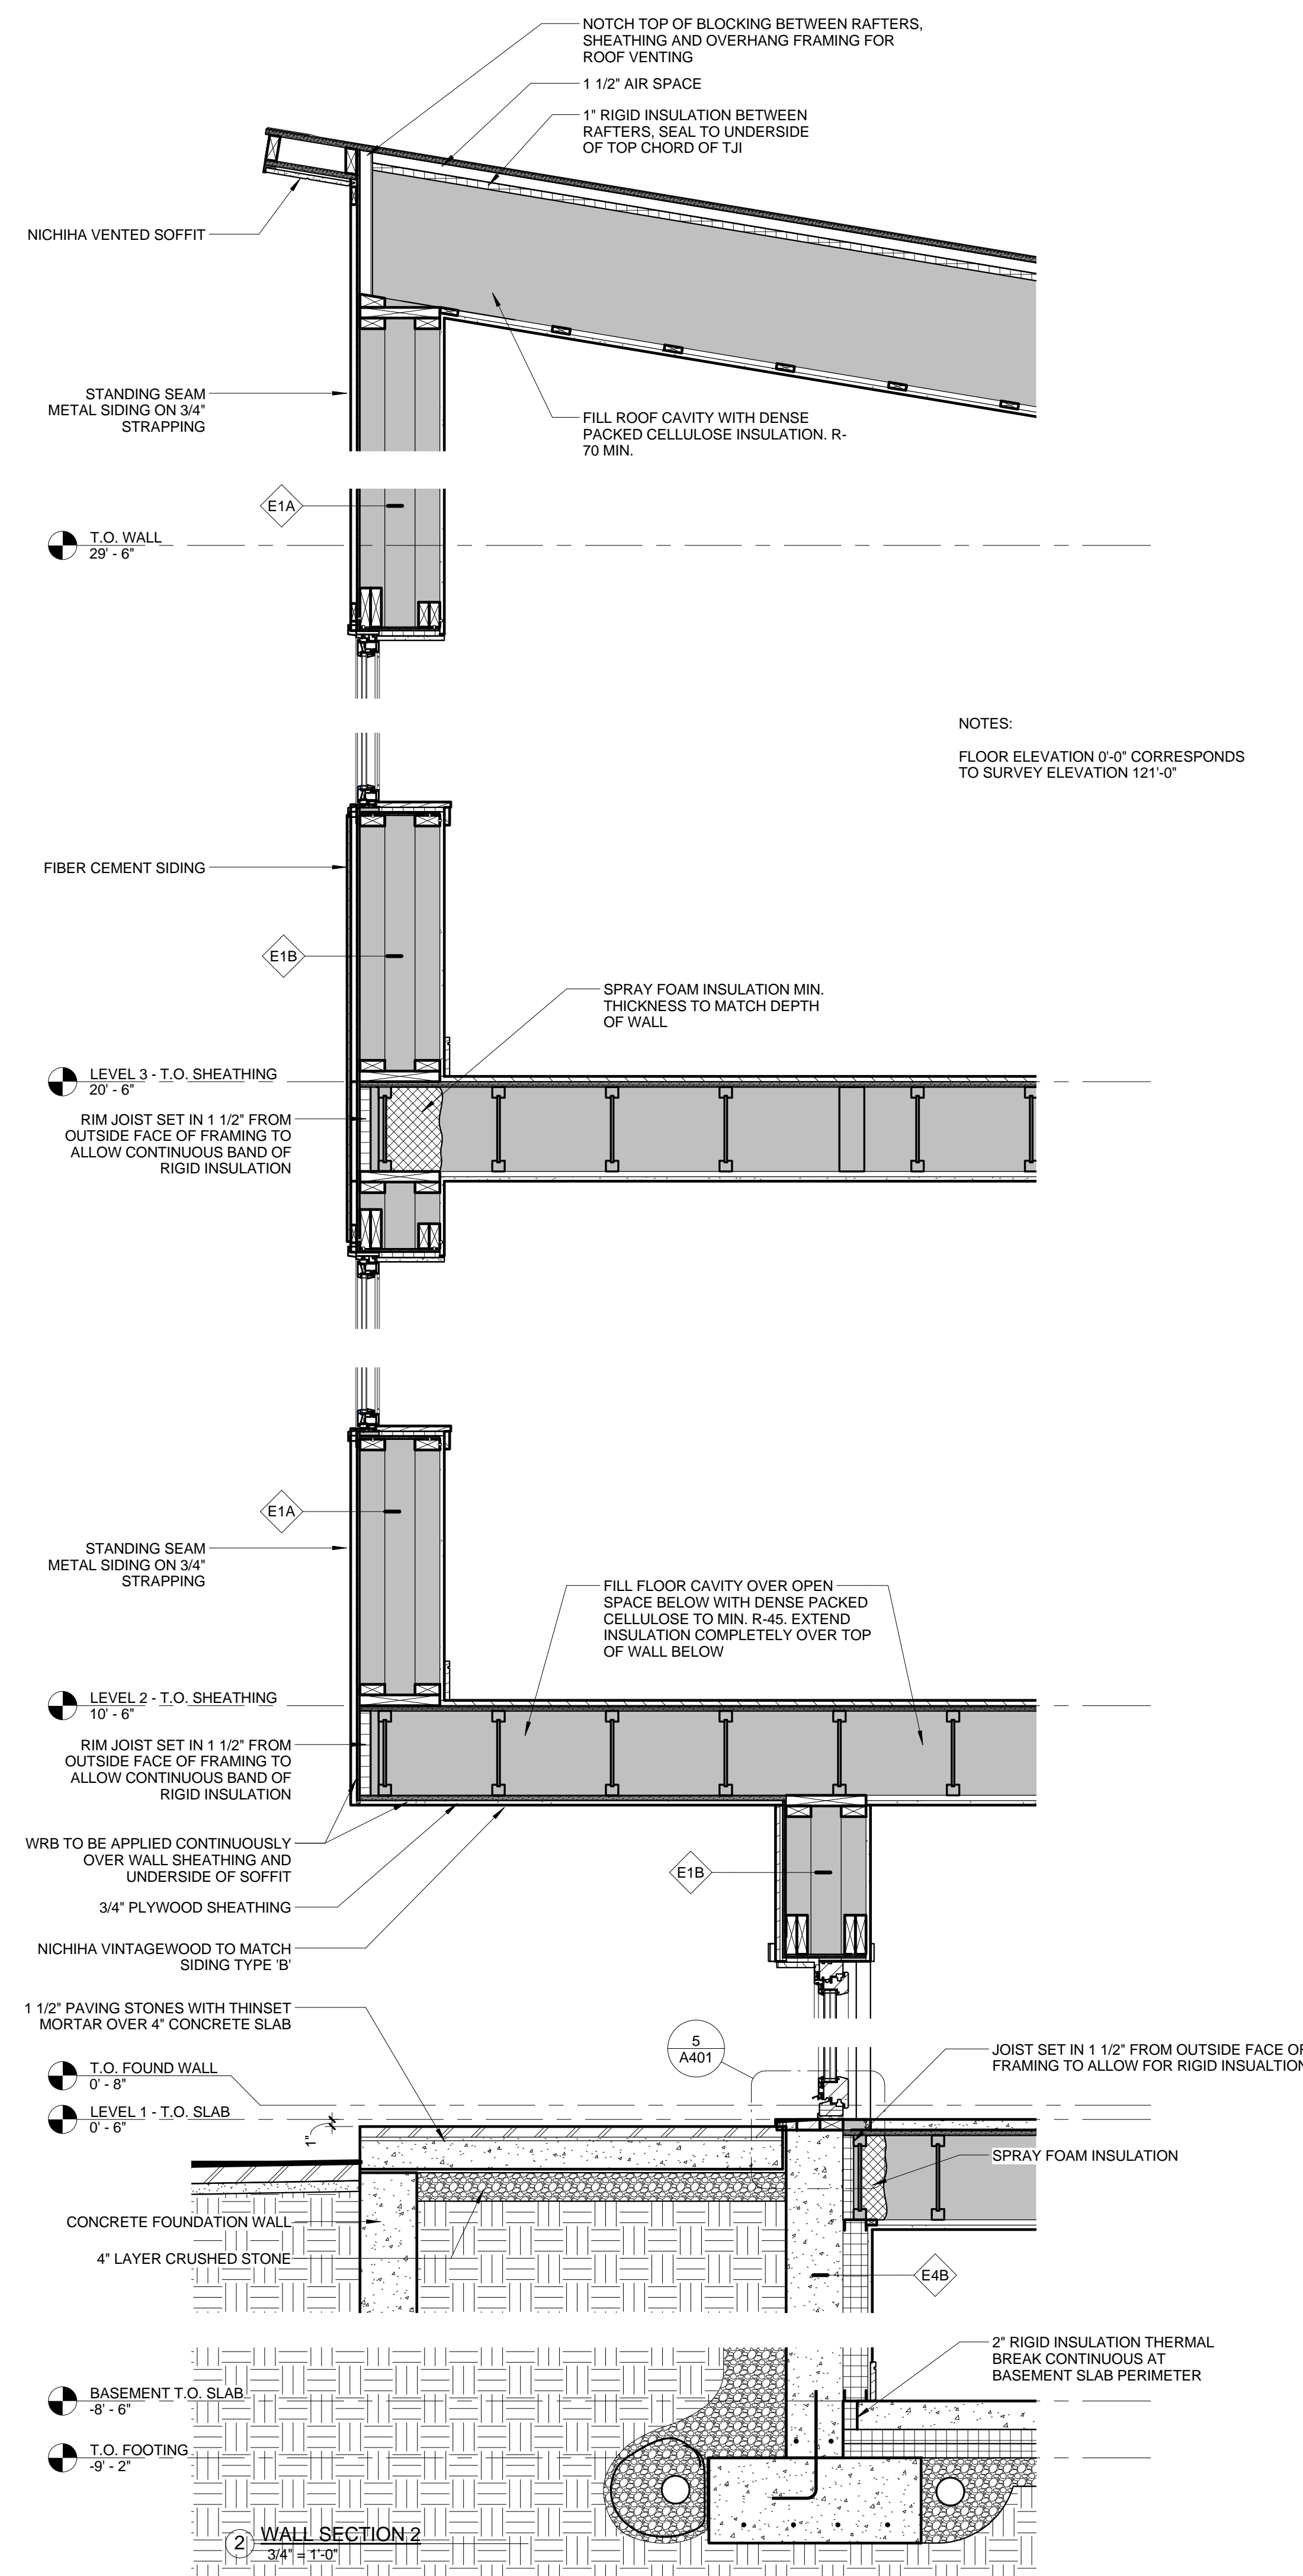 NOTCH TOP OF BLOCKING BETWEEN RAFTERS,
SHEATHING AND OVERHANG FRAMING FOR
ROOF VENTING
1 1/2" AIR SPACE
1" RIGID INSULATION BETWEEN
RAFTERS, SEAL TO UNDERSIDE
OF TOP CHORD OF TJI
NICHIHA VENTED SOFFIT
STANDING SEAM
METAL SIDING ON 3/4"
STRAPPING
FILL ROOF CAVITY WITH DENSE
PACKED CELLULOSE INSULATION. R-
70 MIN.
E1A
T.O. WALL
29' - 6"
NOTES:
FLOOR ELEVATION 0'-0" CORRESPONDS
TO SURVEY ELEVATION 121'-0"
FIBER CEMENT SIDING
E1B
SPRAY FOAM INSULATION MIN.
THICKNESS TO MATCH DEPTH
OF WALL
LEVEL 3 - T.O. SHEATHING
20' - 6"
RIM JOIST SET IN 1 1/2" FROM
OUTSIDE FACE OF FRAMING TO
ALLOW CONTINUOUS BAND OF
RIGID INSULATION
E1A
STANDING SEAM
METAL SIDING ON 3/4"
STRAPPING
FILL FLOOR CAVITY OVER OPEN
SPACE BELOW WITH DENSE PACKED
CELLULOSE TO MIN. R-45. EXTEND
INSULATION COMPLETELY OVER TOP
OF WALL BELOW
LEVEL 2 - T.O. SHEATHING
10' - 6"
RIM JOIST SET IN 1 1/2" FROM
OUTSIDE FACE OF FRAMING TO
ALLOW CONTINUOUS BAND OF
RIGID INSULATION
WRB TO BE APPLIED CONTINUOUSLY
OVER WALL SHEATHING AND
UNDERSIDE OF SOFFIT
E1B
3/4" PLYWOOD SHEATHING
NICHIHA VINTAGEWOOD TO MATCH
SIDING TYPE 'B'
1 1/2" PAVING STONES WITH THINSET
MORTAR OVER 4" CONCRETE SLAB
5
A401
JOIST SET IN 1 1/2" FROM OUTSIDE FACE OF
FRAMING TO ALLOW FOR RIGID INSUALTION
T.O. FOUND WALL
0' - 8"
LEVEL 1 - T.O. SLAB
0' - 6"
1"
SPRAY FOAM INSULATION
CONCRETE FOUNDATION WALL
4" LAYER CRUSHED STONE
E4B
2" RIGID INSULATION THERMAL
BREAK CONTINUOUS AT
BASEMENT SLAB PERIMETER
BASEMENT T.O. SLAB
-8' - 6"
T.O. FOOTING
-9' - 2"
2
WALL SECTION 2
3/4" = 1'-0"